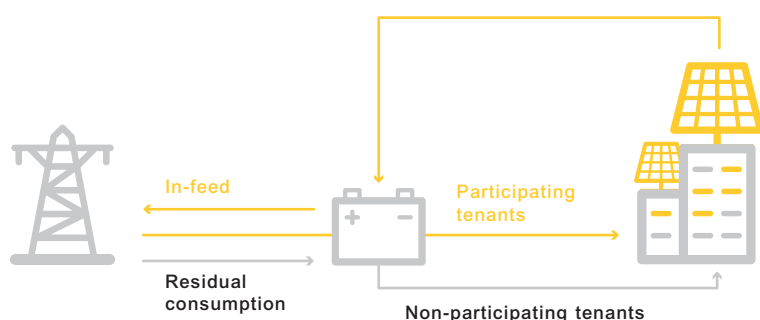 In-feed
Participating
tenants
Residual
consumption
Non-participating tenants